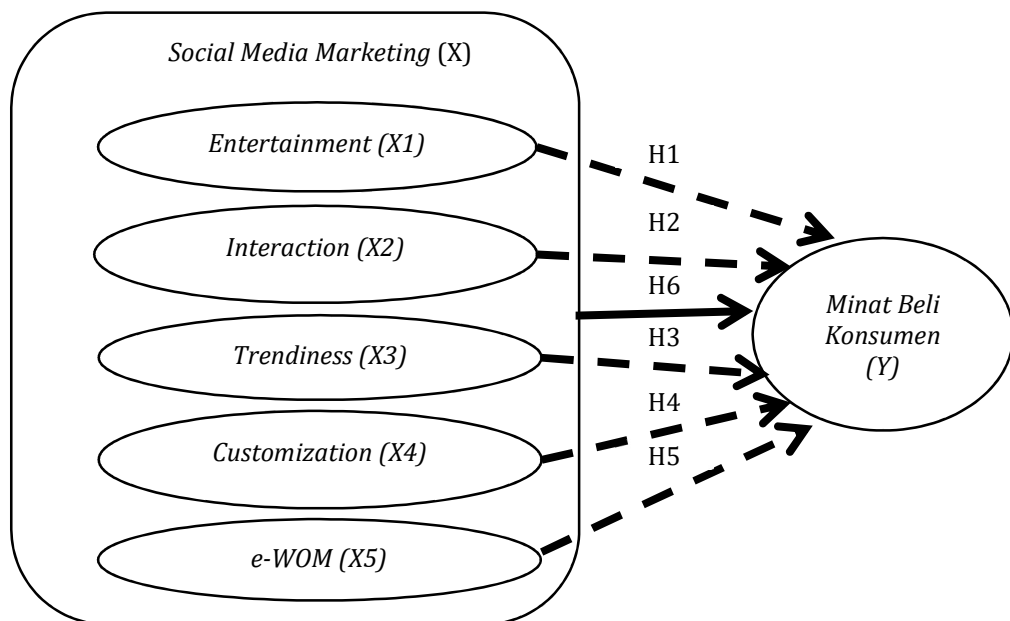 Social Media Marketing (X)
Entertainment (X1)
Interaction (X2)
Trendiness (X3)
Customization (X4)
e-WOM (X5)
H1
H2
H6
H3
H4
H5
Minat Beli
Konsumen
(Y)